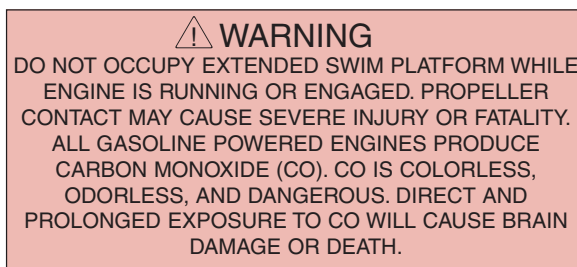 ⚠ WARNING
DO NOT OCCUPY EXTENDED SWIM PLATFORM WHILE
ENGINE IS RUNNING OR ENGAGED. PROPELLER
CONTACT MAY CAUSE SEVERE INJURY OR FATALITY.
ALL GASOLINE POWERED ENGINES PRODUCE
CARBON MONOXIDE (CO). CO IS COLORLESS,
ODORLESS, AND DANGEROUS. DIRECT AND
PROLONGED EXPOSURE TO CO WILL CAUSE BRAIN
DAMAGE OR DEATH.